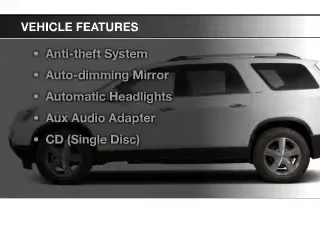 VEHICLE FEATURES
• Anti-theft System
• Auto-dimming Mirror
• Automatic Headlights
• Aux Audio Adapter
• CD (Single Disc)